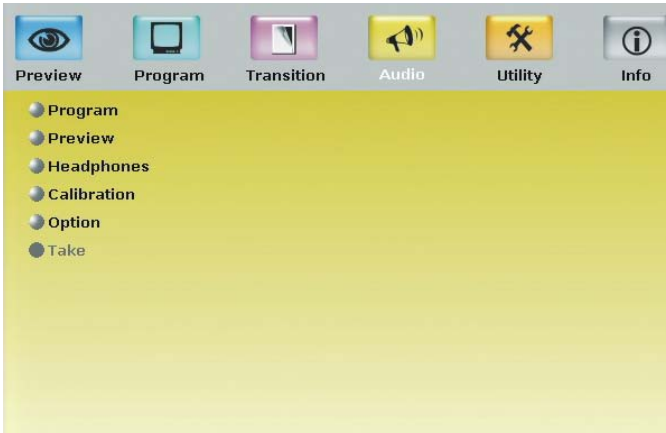 Preview Program Transition Audio Utility Info
Program
Preview
Headphones
Calibration
Option
Take